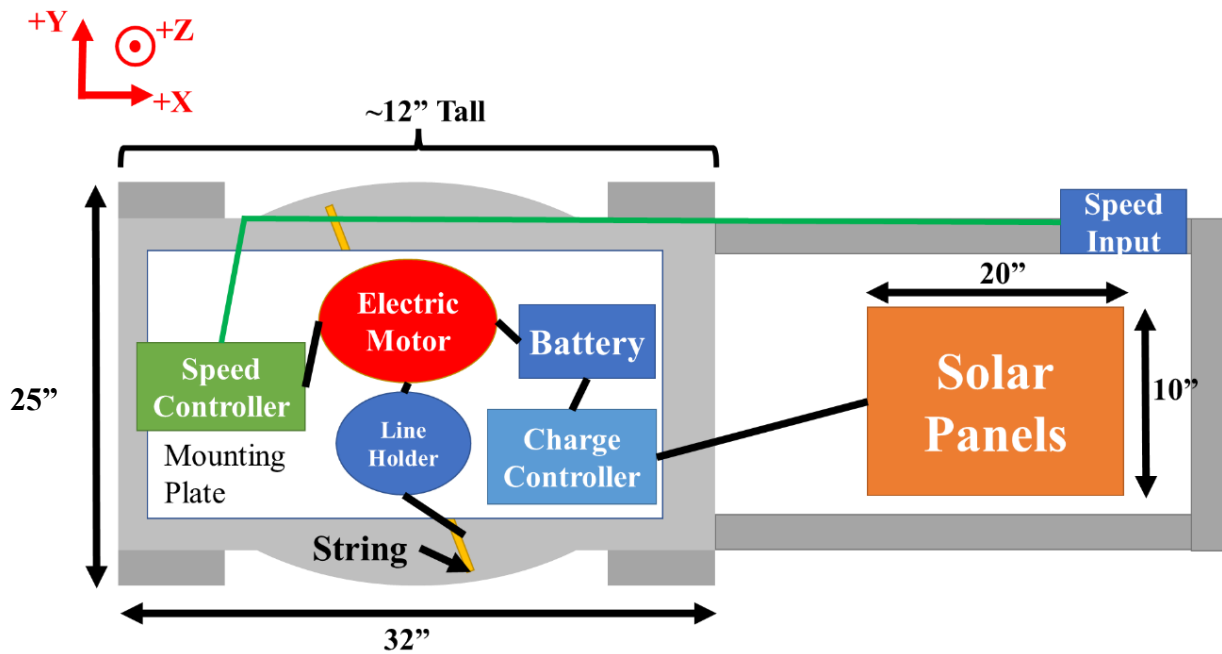 +Y
+Z
+X
~12” Tall
Speed
Input
20”
Electric
Motor
Battery
Speed
Controller
Solar
Panels
10”
25”
Line
Holder
Charge
Controller
Mounting
Plate
String
32”